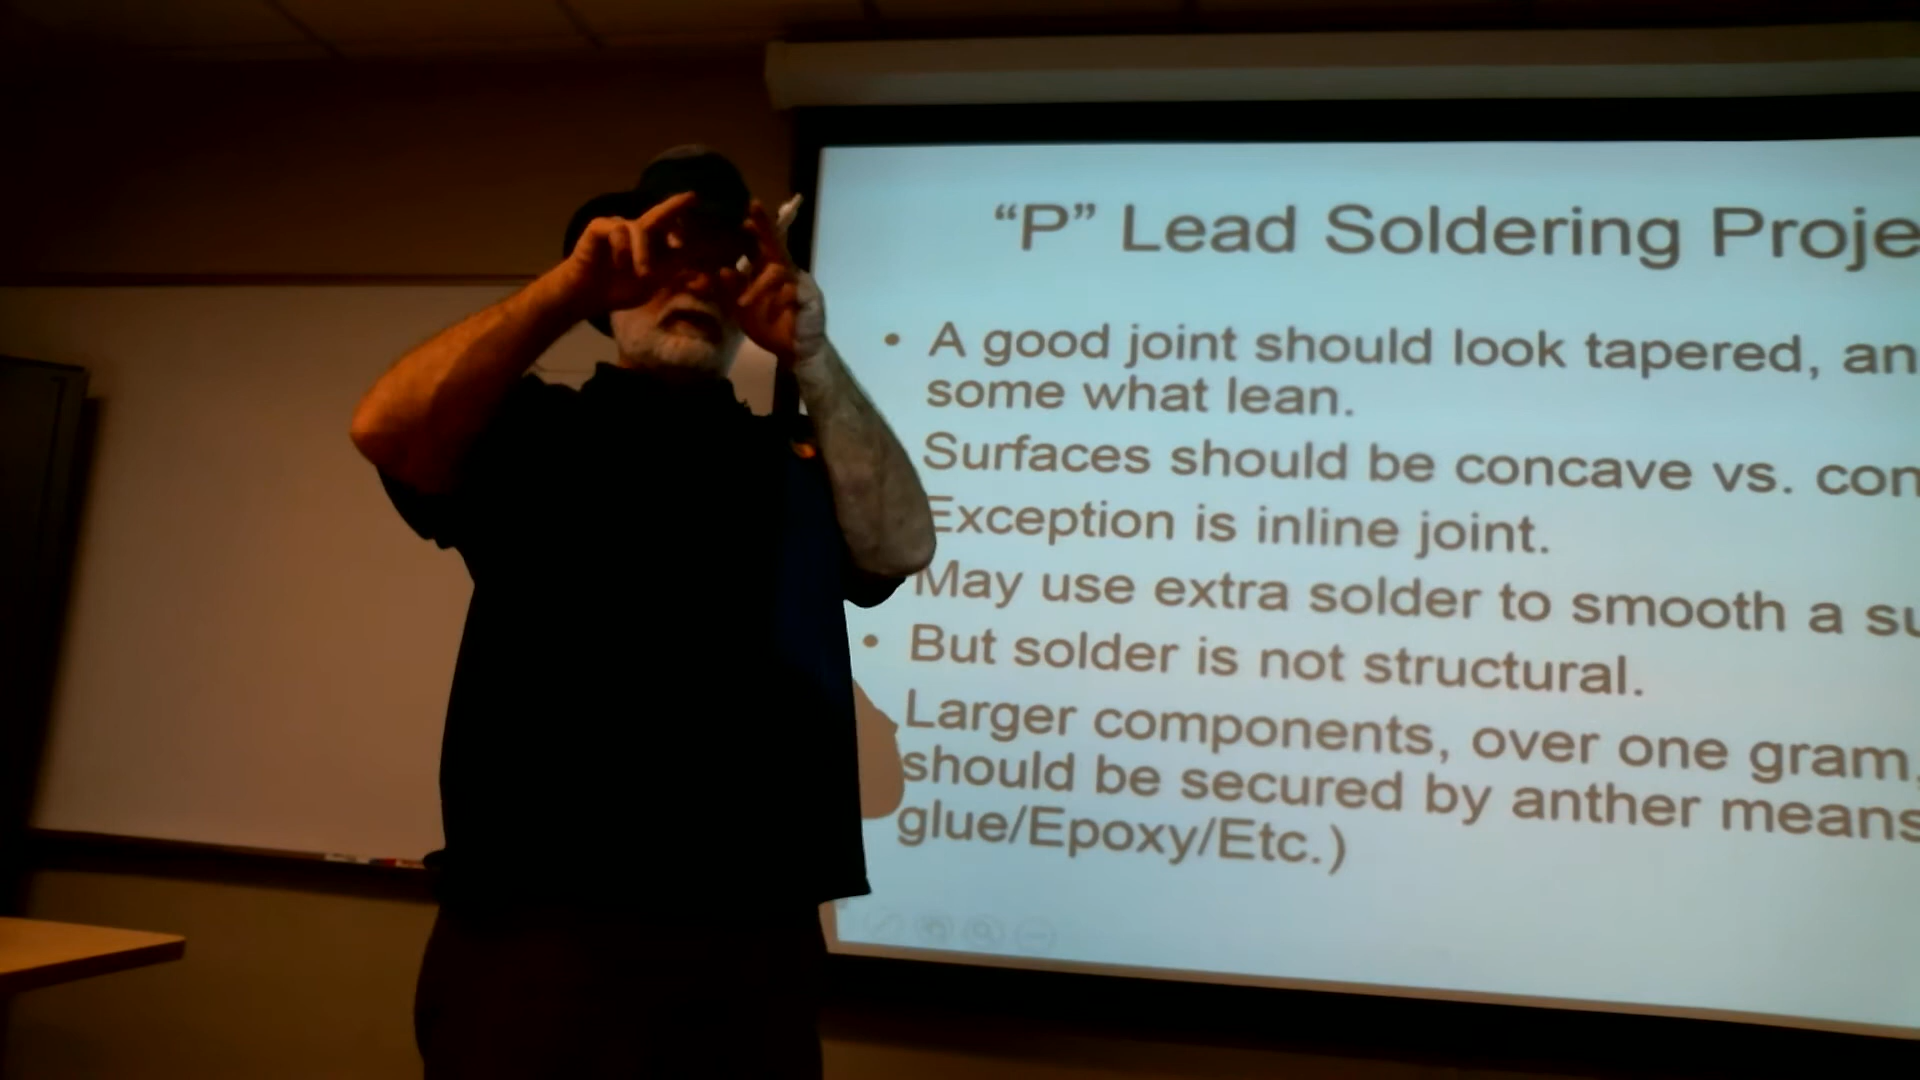 “P” Lead Soldering Proje
• A good joint should look tapered, an
some what lean.
Surfaces should be concave vs. con
Exception is inline joint.
May use extra solder to smooth a su
• But solder is not structural.
Larger components, over one gram,
should be secured by anther means
glue/Epoxy/Etc.)